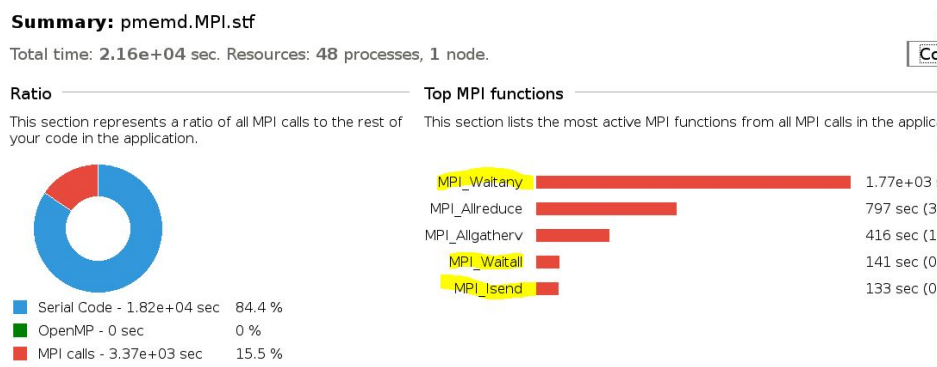 Summary: pmemd.MPI.stf
Total time: 2.16e+04 sec. Resources: 48 processes, 1 node.
Co
Ratio
This section represents a ratio of all MPI calls to the rest of
your code in the application.
Serial Code - 1.82e+04 sec 84.4 %
OpenMP - 0 sec 0 %
MPI calls - 3.37e+03 sec 15.5 %
Top MPI functions
This section lists the most active MPI functions from all MPI calls in the applic
MPI_Waitany 1.77e+03
MPI_Allreduce 797 sec (3
MPI_Allgatherv 416 sec (1
MPI_Waitall 141 sec (0
MPI_Isend 133 sec (0